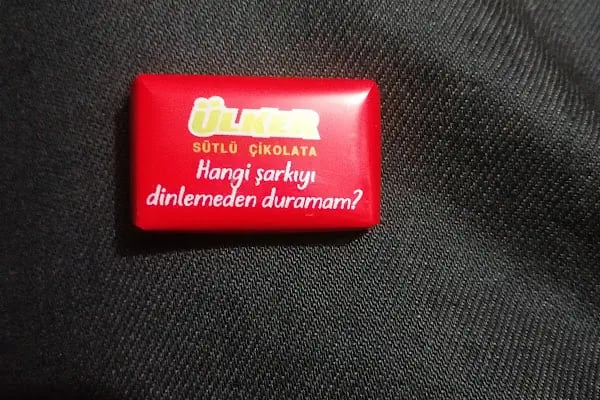 ÜLKER
SÜTLÜ ÇİKOLATA
Hangi şarkıyı
dinlemeden duramam?